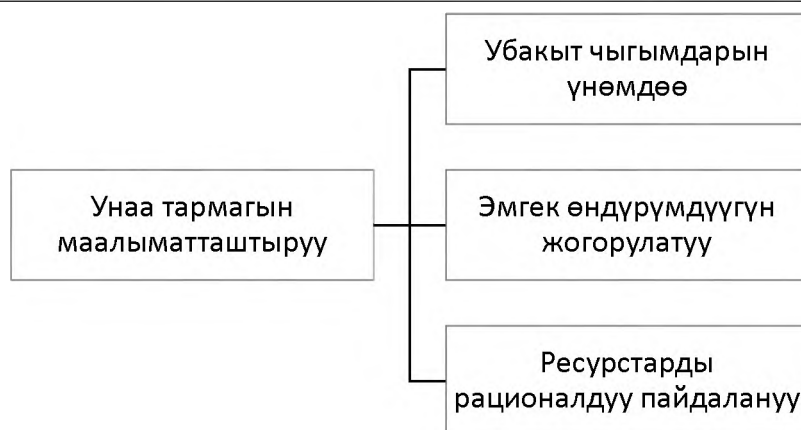 Убакыт чыгымдарын
үнөмдөө
Унаа тармагын
маалыматташтыруу
Эмгек өндүрүмдүүгүн
жогорулатуу
Ресурстарды
рационалдуу пайдалануу